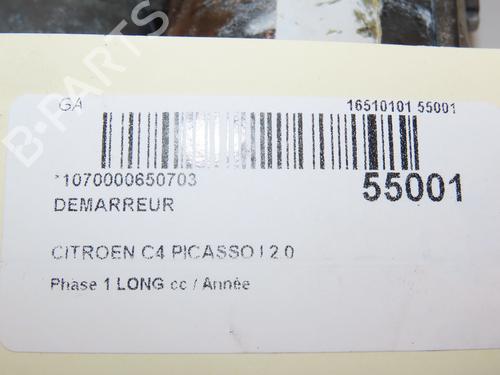 B-PARTS
GA
16510101 55001
*1070000650703
55001
DEMARREUR
CITROEN C4 PICASSO I 2.0
Phase 1 LONG cc / Année